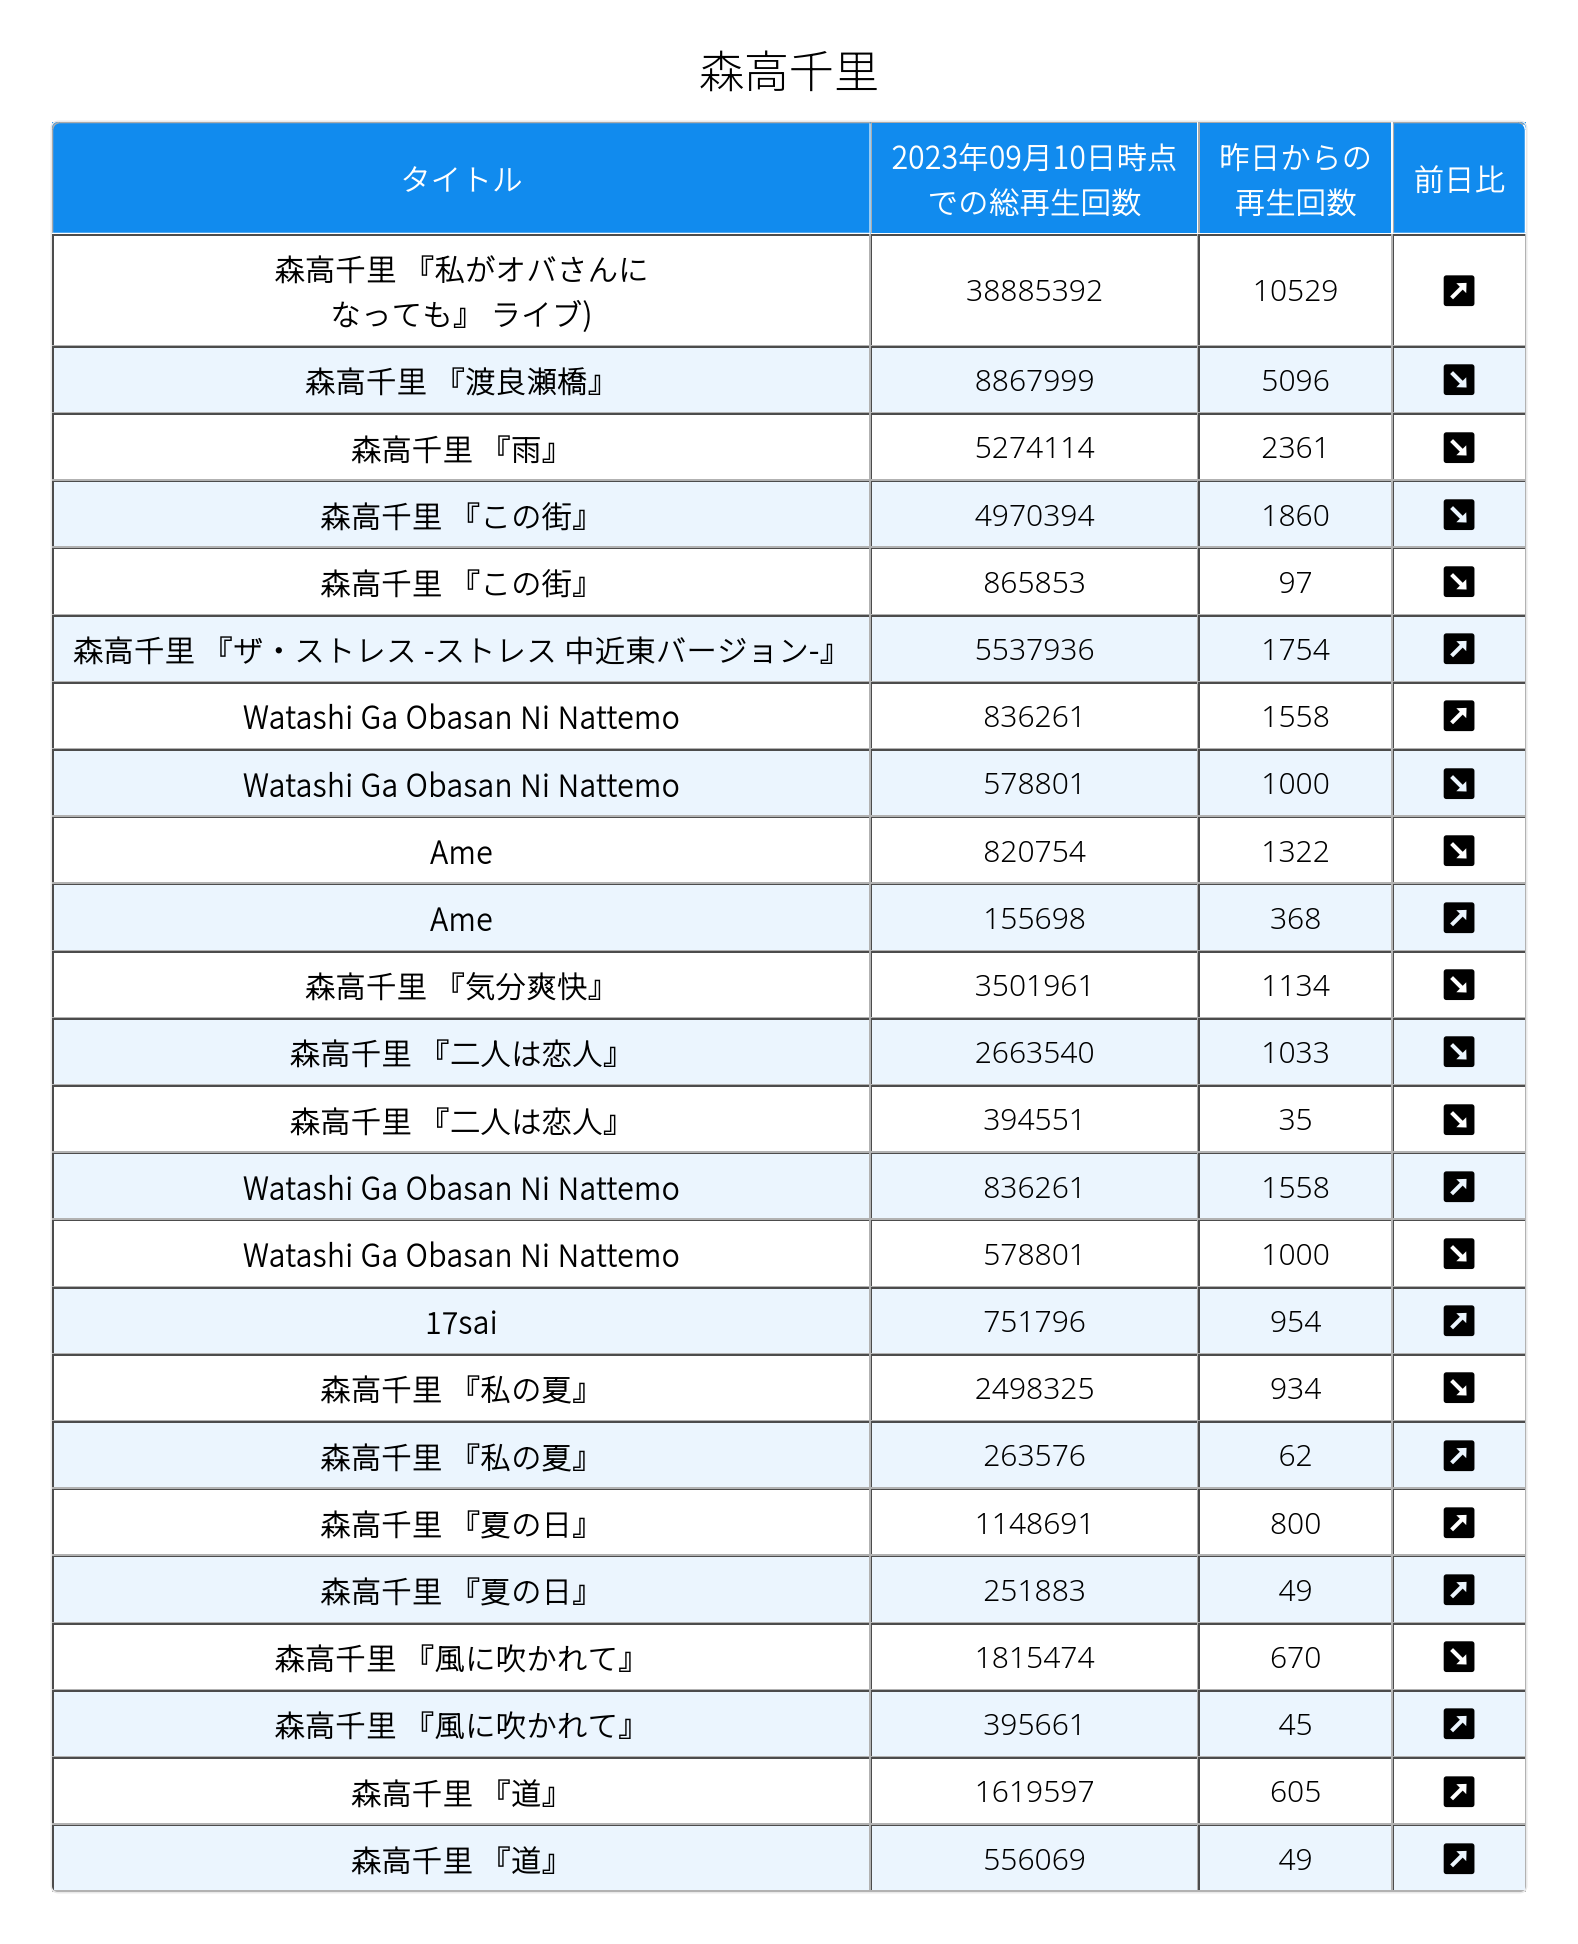 森高千里
タイトル
2023年09月10日時点
での総再生回数
昨日からの
再生回数
前日比
森高千里 『私がオバさんに
なっても』 ライブ)
38885392 10529
森高千里 『渡良瀬橋』 8867999 5096
森高千里 『雨』 5274114 2361
森高千里 『この街』 4970394 1860
森高千里 『この街』 865853 97
森高千里 『ザ・ストレス -ストレス 中近東バージョン-』 5537936 1754
Watashi Ga Obasan Ni Nattemo 836261 1558
Watashi Ga Obasan Ni Nattemo 578801 1000
Ame 820754 1322
Ame 155698 368
森高千里 『気分爽快』 3501961 1134
森高千里 『二人は恋人』 2663540 1033
森高千里 『二人は恋人』 394551 35
Watashi Ga Obasan Ni Nattemo 836261 1558
Watashi Ga Obasan Ni Nattemo 578801 1000
17sai 751796 954
森高千里 『私の夏』 2498325 934
森高千里 『私の夏』 263576 62
森高千里 『夏の日』 1148691 800
森高千里 『夏の日』 251883 49
森高千里 『風に吹かれて』 1815474 670
森高千里 『風に吹かれて』 395661 45
森高千里 『道』 1619597 605
森高千里 『道』 556069 49